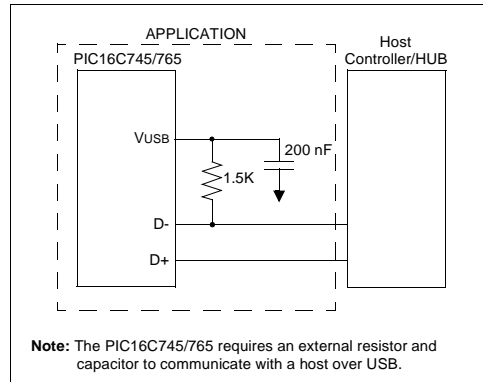 APPLICATION
PIC16C745/765
Host
Controller/HUB
VUSB
200 nF
1.5K
D-
D+
Note: The PIC16C745/765 requires an external resistor and
capacitor to communicate with a host over USB.